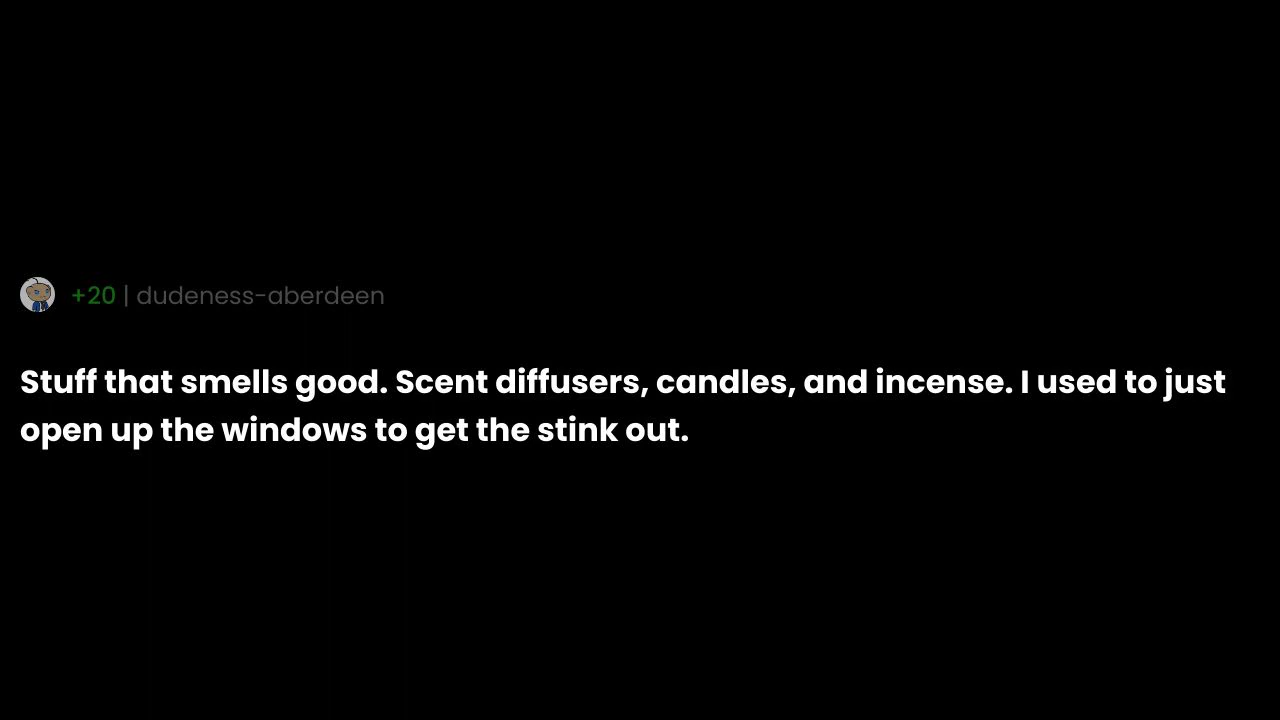 +20 | dudeness-aberdeen
Stuff that smells good. Scent diffusers, candles, and incense. I used to just
open up the windows to get the stink out.